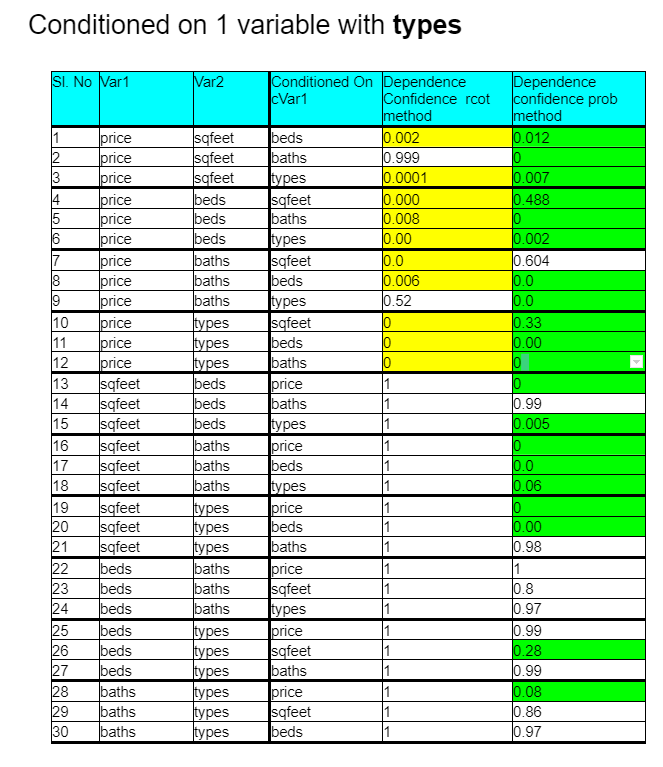 Conditioned on 1 variable with types
Sl. No Var1 Var2 Conditioned On cVar1 Dependence Confidence rcot method Dependence confidence prob method
1 price sqfeet beds 0.002 0.012
2 price sqfeet baths 0.999 0
3 price sqfeet types 0.0001 0.007
4 price beds sqfeet 0.000 0.488
5 price beds baths 0.008 0
6 price beds types 0.00 0.002
7 price baths sqfeet 0.0 0.604
8 price baths beds 0.006 0.0
9 price baths types 0.52 0.0
10 price types sqfeet 0 0.33
11 price types beds 0 0.00
12 price types baths 0 0
13 sqfeet beds price 1 0
14 sqfeet beds baths 1 0.99
15 sqfeet beds types 1 0.005
16 sqfeet baths price 1 0
17 sqfeet baths beds 1 0.0
18 sqfeet baths types 1 0.06
19 sqfeet types price 1 0
20 sqfeet types beds 1 0.00
21 sqfeet types baths 1 0.98
22 beds baths price 1 1
23 beds baths sqfeet 1 0.8
24 beds baths types 1 0.97
25 beds types price 1 0.99
26 beds types sqfeet 1 0.28
27 beds types baths 1 0.99
28 baths types price 1 0.08
29 baths types sqfeet 1 0.86
30 baths types beds 1 0.97